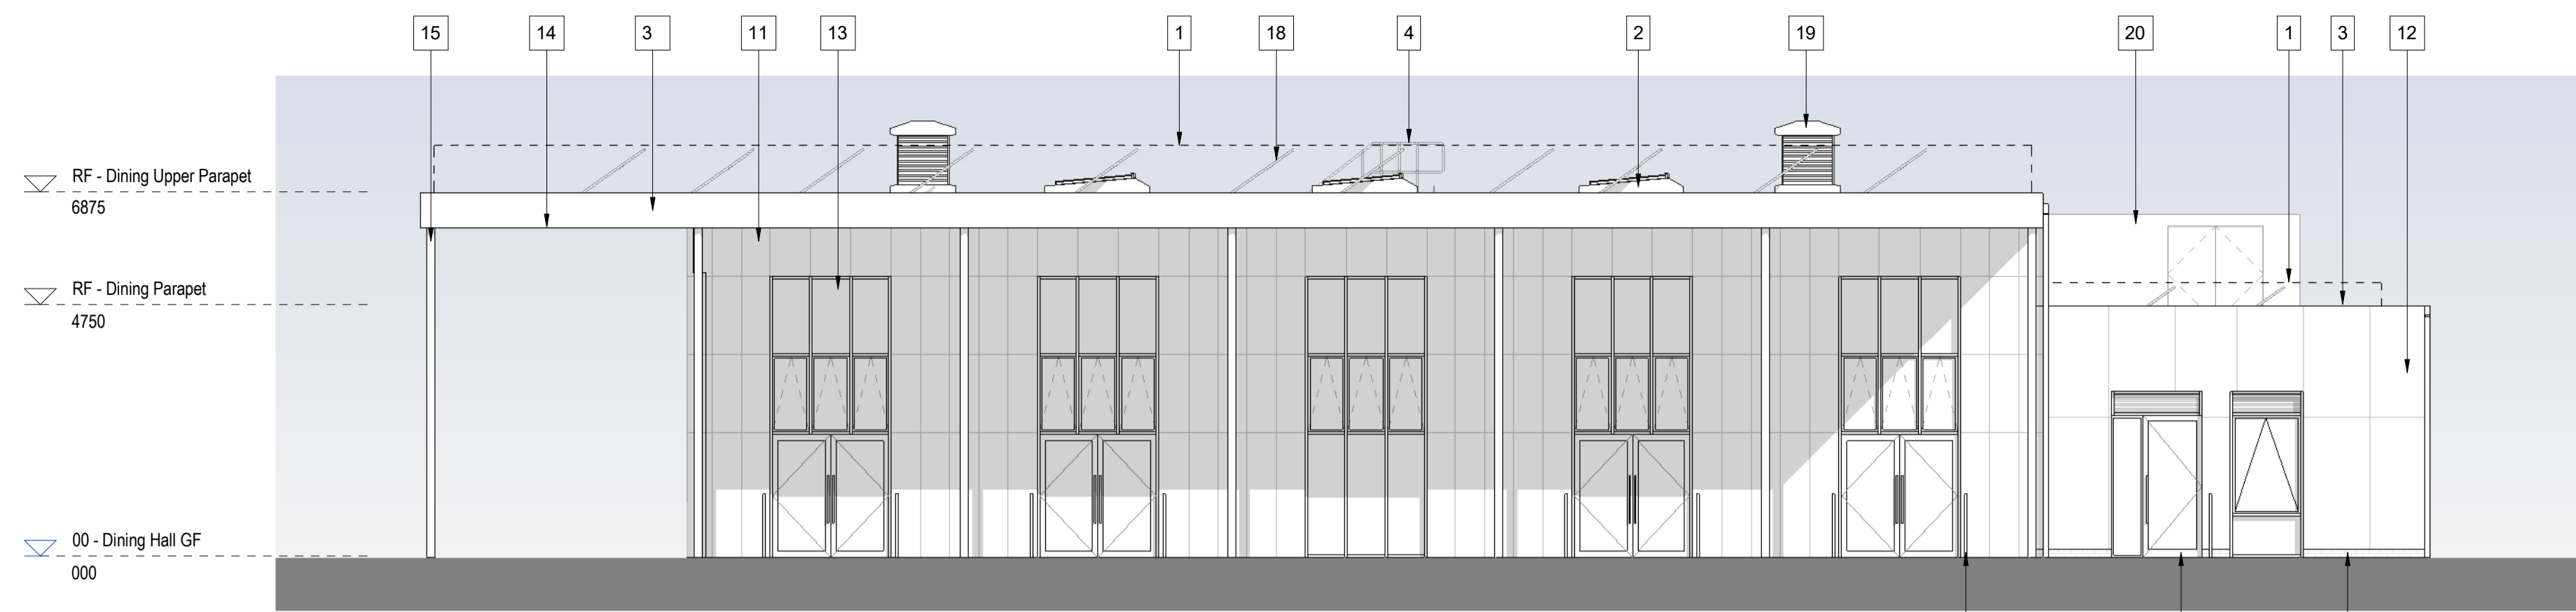 15 14 3 11 13 1 18 4 2 19 20 1 3 12
RF - Dining Upper Parapet
6875
RF - Dining Parapet
4750
00 - Dining Hall GF
000